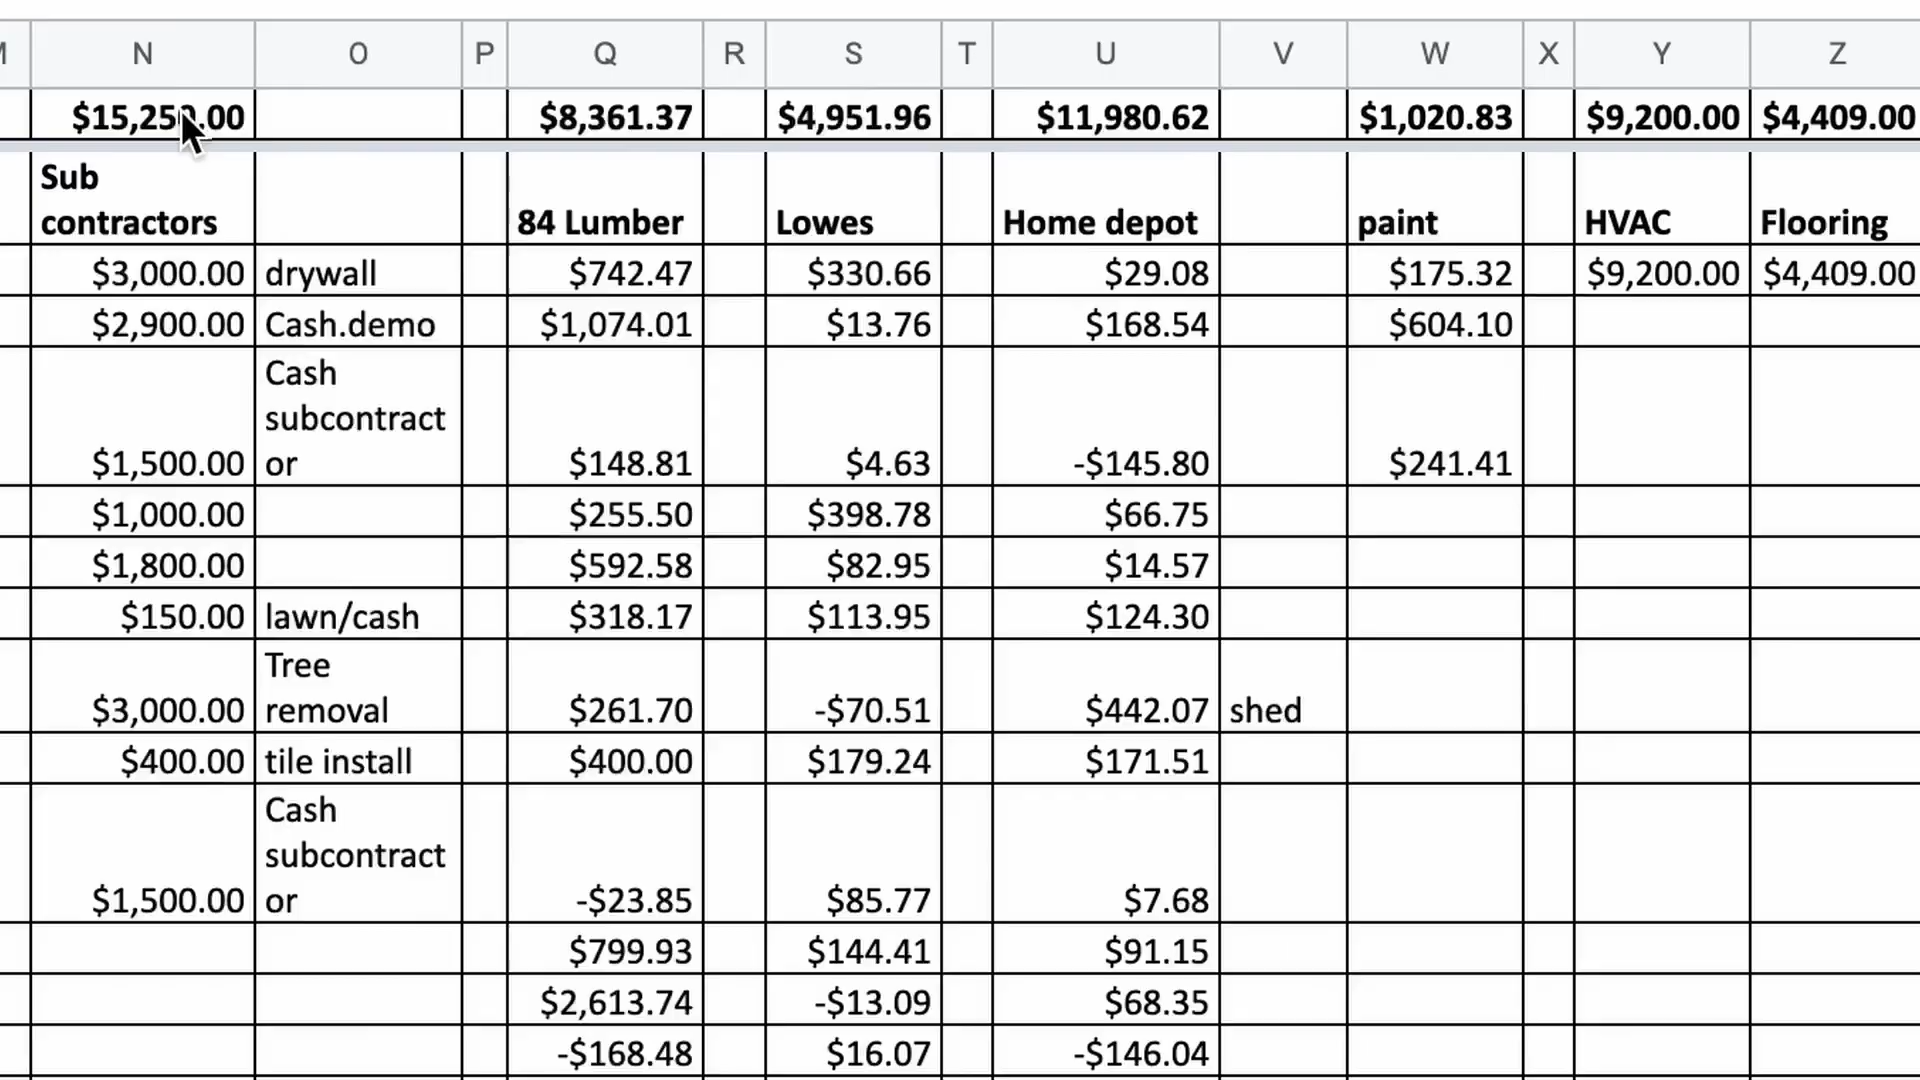 M N O P Q R S T U V W X Y Z
$15,250.00 $8,361.37 $4,951.96 $11,980.62 $1,020.83 $9,200.00 $4,409.00
Sub
contractors 84 Lumber Lowes Home depot paint HVAC Flooring
$3,000.00 drywall $742.47 $330.66 $29.08 $175.32 $9,200.00 $4,409.00
$2,900.00 Cash.demo $1,074.01 $13.76 $168.54 $604.10
Cash
subcontract
$1,500.00 or $148.81 $4.63 -$145.80 $241.41
$1,000.00 $255.50 $398.78 $66.75
$1,800.00 $592.58 $82.95 $14.57
$150.00 lawn/cash $318.17 $113.95 $124.30
Tree
$3,000.00 removal $261.70 -$70.51 $442.07 shed
$400.00 tile install $400.00 $179.24 $171.51
Cash
subcontract
$1,500.00 or -$23.85 $85.77 $7.68
$799.93 $144.41 $91.15
$2,613.74 -$13.09 $68.35
-$168.48 $16.07 -$146.04